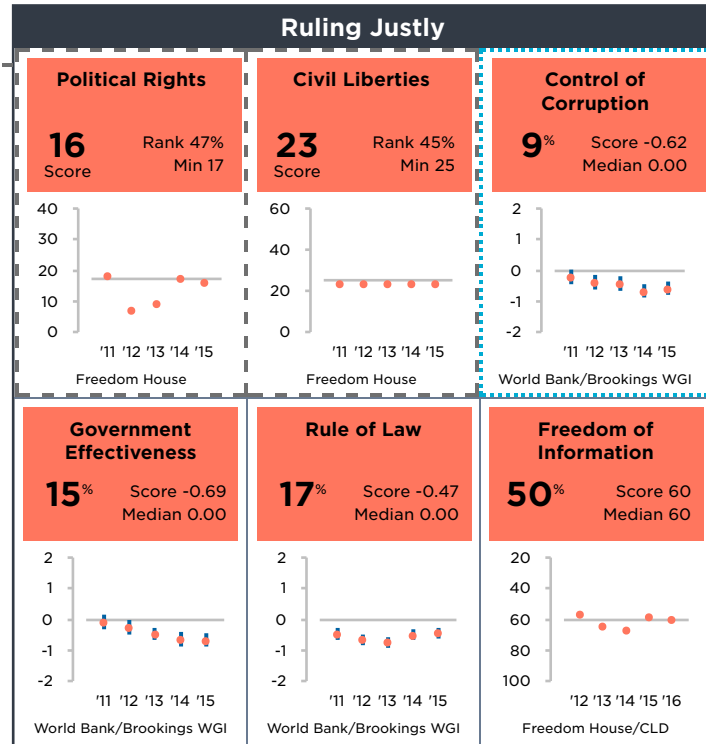 Ruling Justly
Political Rights
16
Score
Rank 47%
Min 17
40
30
20
10
0
'11 '12 '13 '14 '15
Freedom House
Civil Liberties
23
Score
Rank 45%
Min 25
60
40
20
0
'11 '12 '13 '14 '15
Freedom House
Control of
Corruption
9%
Score -0.62
Median 0.00
2
1
0
-1
-2
'11 '12 '13 '14 '15
World Bank/Brookings WGI
Government
Effectiveness
15%
Score -0.69
Median 0.00
2
1
0
-1
-2
'11 '12 '13 '14 '15
World Bank/Brookings WGI
Rule of Law
17%
Score -0.47
Median 0.00
2
1
0
-1
-2
'11 '12 '13 '14 '15
World Bank/Brookings WGI
Freedom of
Information
50%
Score 60
Median 60
20
40
60
80
100
'12 '13 '14 '15 '16
Freedom House/CLD